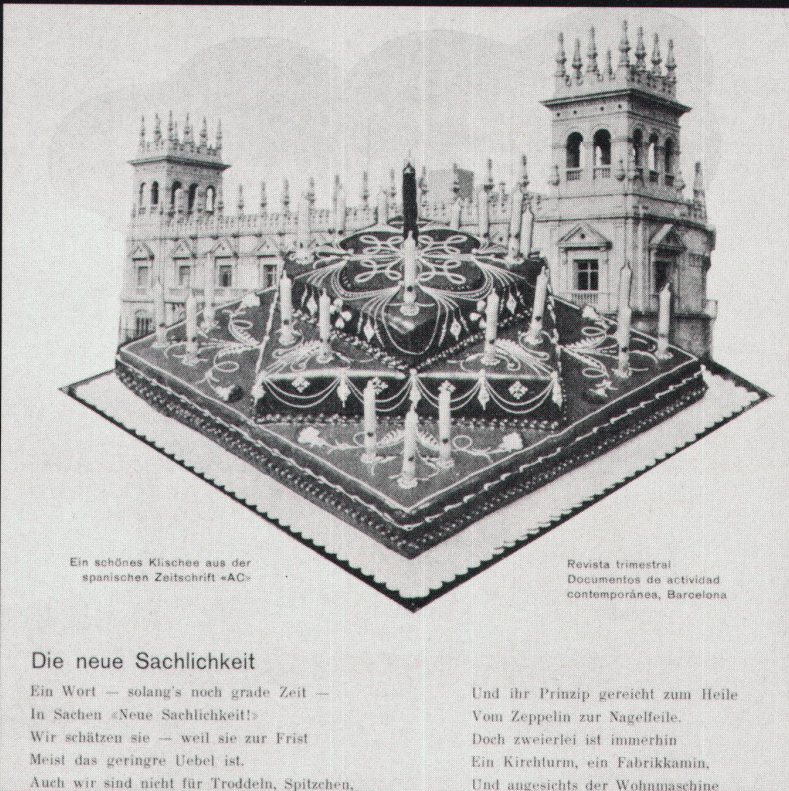 Ein schönes Klischee aus der
spanischen Zeitschrift «AC»
Revista trimestral
Documentos de actividad
contemporánea, Barcelona
Die neue Sachlichkeit
Ein Wort — solang's noch grade Zeit —
In Sachen «Neue Sachlichkeit!»
Wir schätzen sie — weil sie zur Frist
Meist das geringre Uebel ist.
Auch wir sind nicht für Troddeln, Spitzchen,
Und ihr Prinzip gereicht zum Heile
Vom Zeppelin zur Nagelfeile.
Doch zweierlei ist immerhin
Ein Kirchturm, ein Fabrikkamin,
Und angesichts der Wohnmaschine